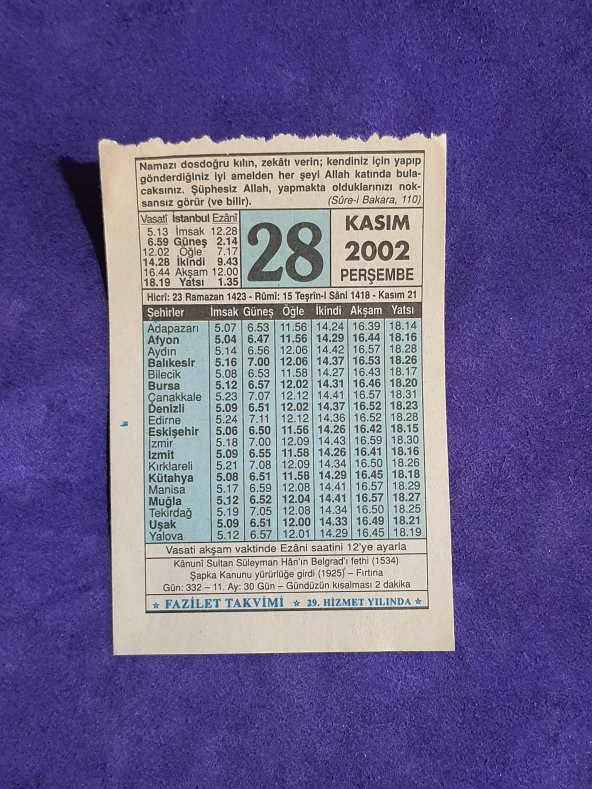 Namazı dosdoğru kılın, zekâtı verin; kendiniz için yapıp
gönderdiğiniz iyi amelden her şeyi Allah katında bula-
caksınız. Şüphesiz Allah, yapmakta olduklarınızı nok-
sansız görür (ve bilir). (Sûre-i Bakara, 110)
Vasatî İstanbul Ezânî
5.13 İmsak 12.28
6.59 Güneş 2.14
12.02 Öğle 7.17
14.28 İkindi 9.43
16.44 Akşam 12.00
18.19 Yatsı 1.35
28
KASIM
2002
PERŞEMBE
Hicrî: 23 Ramazan 1423 - Rûmî: 15 Teşrîn-i Sâni 1418 - Kasım 21
Şehirler İmsak Güneş Öğle İkindi Akşam Yatsı
Adapazarı 5.07 6.53 11.56 14.24 16.39 18.14
Afyon 5.04 6.47 11.56 14.29 16.44 18.16
Aydın 5.14 6.56 12.06 14.42 16.57 18.28
Balıkesir 5.16 7.00 12.06 14.37 16.53 18.26
Bilecik 5.08 6.53 11.58 14.27 16.43 18.17
Bursa 5.12 6.57 12.02 14.31 16.46 18.20
Çanakkale 5.23 7.07 12.12 14.41 16.57 18.31
Denizli 5.09 6.51 12.02 14.37 16.52 18.23
Edirne 5.24 7.11 12.12 14.36 16.52 18.28
Eskişehir 5.06 6.50 11.56 14.26 16.42 18.15
İzmir 5.18 7.00 12.09 14.43 16.59 18.30
İzmit 5.09 6.55 11.58 14.26 16.41 18.16
Kırklareli 5.21 7.08 12.09 14.34 16.50 18.26
Kütahya 5.08 6.51 11.58 14.29 16.45 18.18
Manisa 5.17 6.59 12.08 14.41 16.57 18.29
Muğla 5.12 6.52 12.04 14.41 16.57 18.27
Tekirdağ 5.19 7.05 12.08 14.34 16.50 18.25
Uşak 5.09 6.51 12.00 14.33 16.49 18.21
Yalova 5.12 6.57 12.01 14.29 16.45 18.19
Vasati akşam vaktinde Ezâni saatini 12'ye ayarla
Kânunî Sultan Süleyman Hân'ın Belgrad'ı fethi (1534)
Şapka Kanunu yürürlüğe girdi (1925) – Fırtına
Gün: 332 – 11. Ay: 30 Gün – Gündüzün kısalması 2 dakika
★ FAZİLET TAKVİMİ ★ 29. HİZMET YILINDA ★